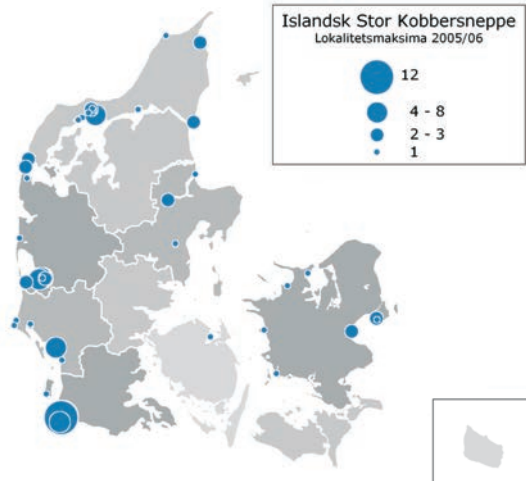 Islandsk Stor Kobbersneppe
Lokalitetsmaksima 2005/06
12
4 - 8
2 - 3
1